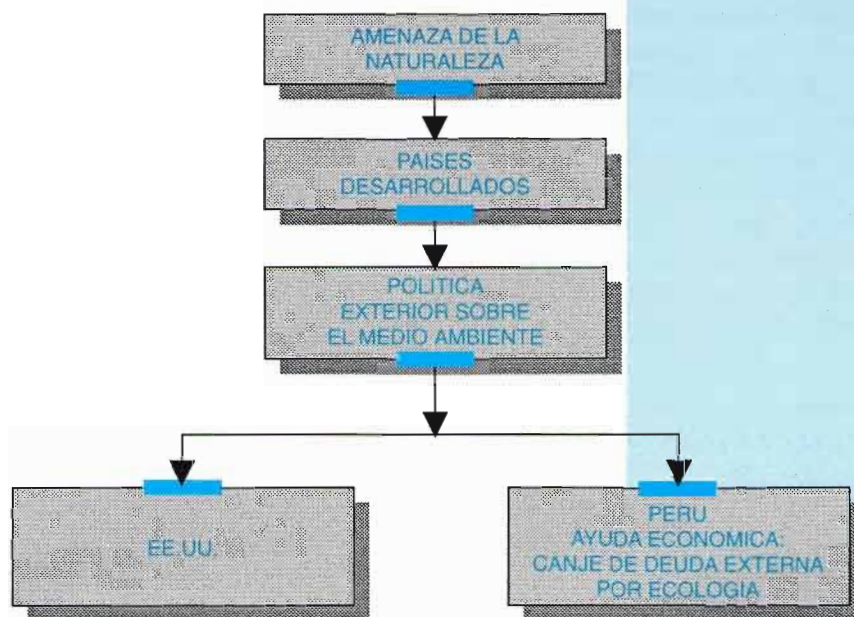 AMENAZA DE LA
NATURALEZA
PAISES
DESARROLLADOS
POLITICA
EXTERIOR SOBRE
EL MEDIO AMBIENTE
EE.UU.
PERU
AYUDA ECONOMICA:
CANJE DE DEUDA EXTERNA
POR ECOLOGIA